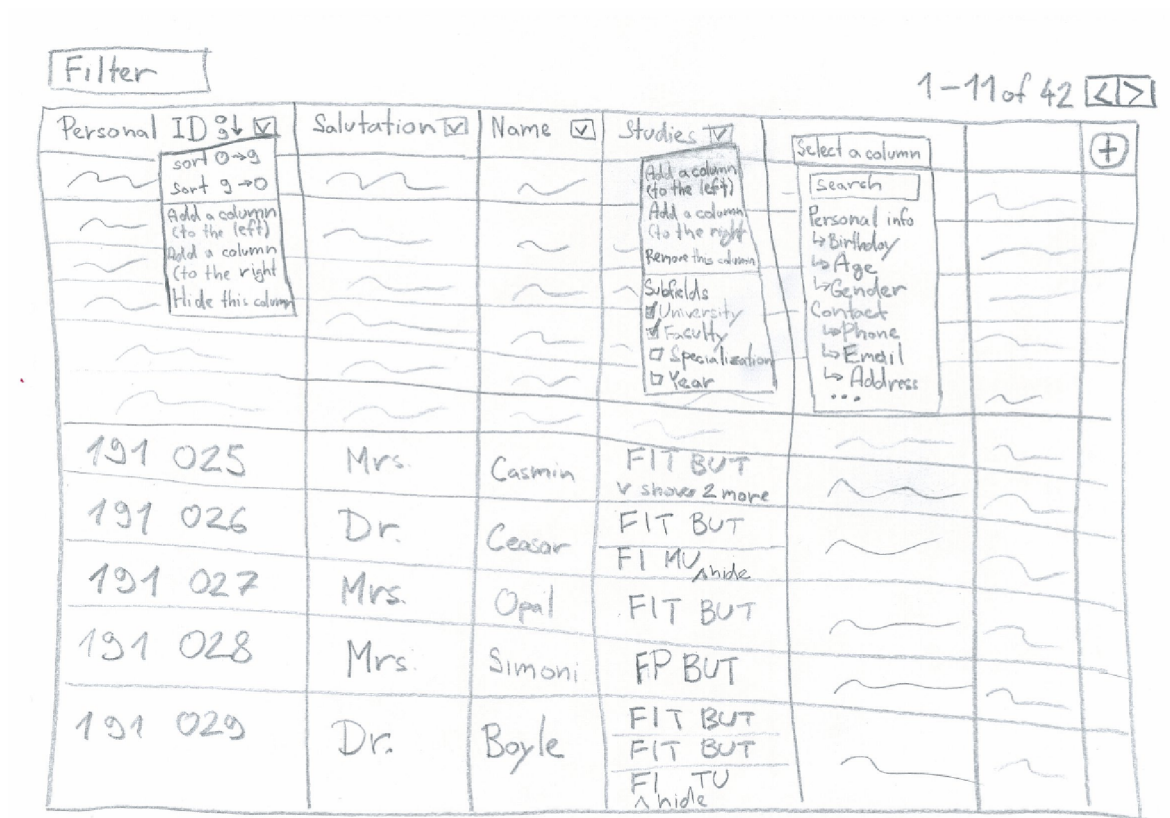 Filter
1-11 of 42 < >
Personal ID 0 9 ↓
Salutation
Name
Studies
+
sort 0→9
Sort 9→0
Add a column
(to the left)
Add a column
(to the right
Hide this column
Add a column
(to the left)
Add a column
(to the right
Remove this column
Subfields
University
Faculty
Specialization
Year
Select a column
search
Personal info
↳ Birthday
↳ Age
↳ Gender
Contact
↳ Phone
↳ Email
↳ Address
...
191 025 Mrs. Casmin FIT BUT
v shows 2 more
191 026 Dr. Ceasar FIT BUT
FI MU ^ hide
191 027 Mrs. Opal FIT BUT
191 028 Mrs. Simoni FP BUT
191 029 Dr. Boyle FIT BUT
FIT BUT
FI TU
^ hide